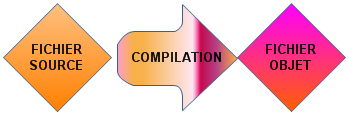 FICHIER
SOURCE
COMPILATION
FICHIER
OBJET